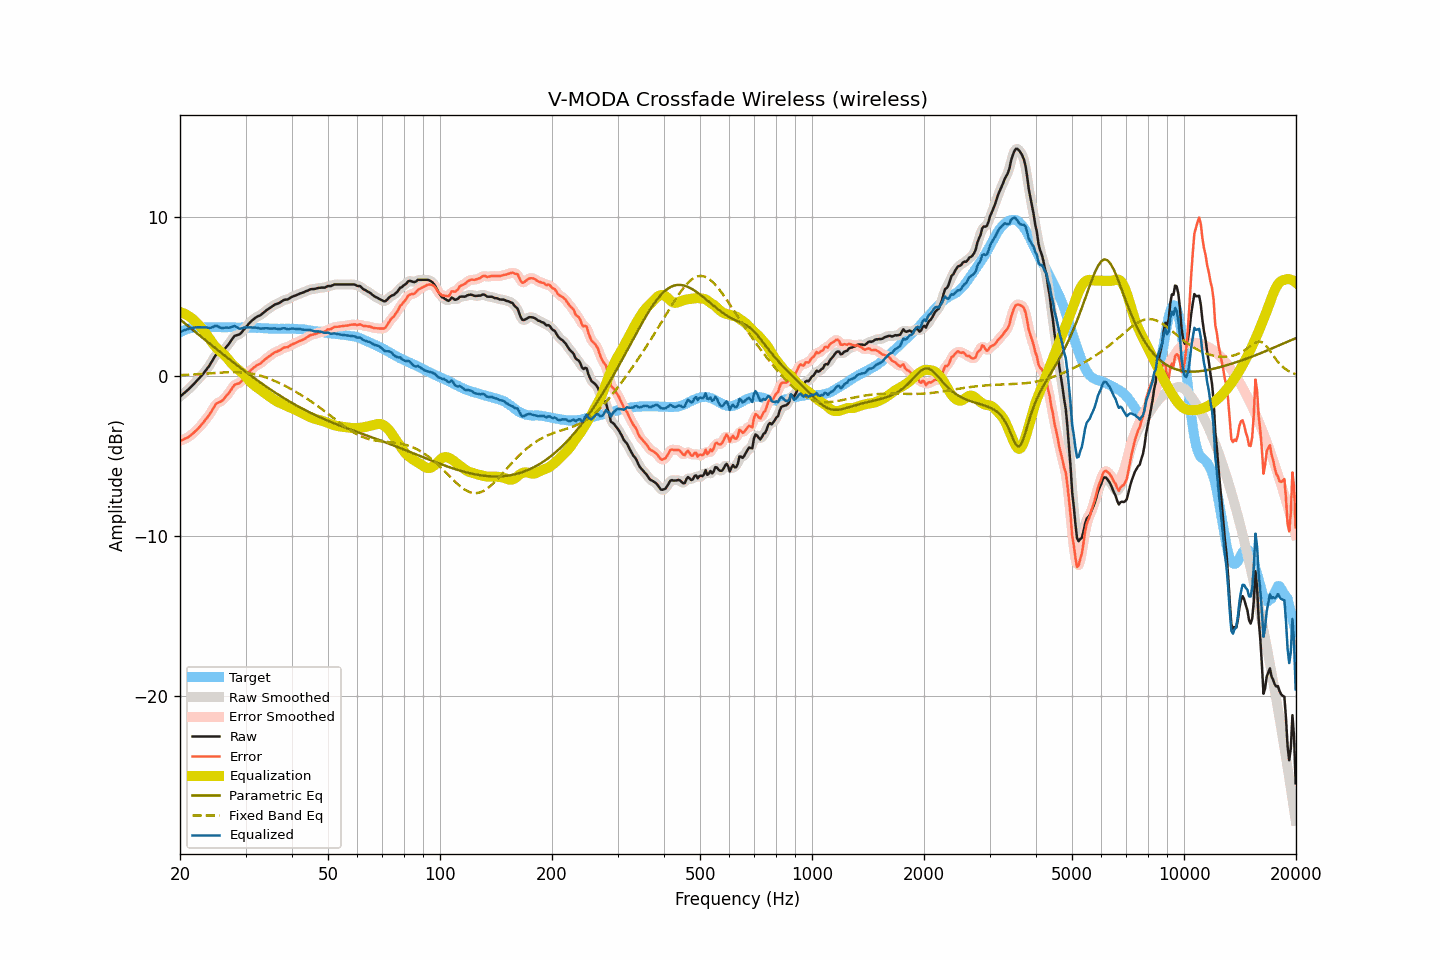 V-MODA Crossfade Wireless (wireless)
10
0
−10
−20
Amplitude (dBr)
Target
Raw Smoothed
Error Smoothed
Raw
Error
Equalization
Parametric Eq
Fixed Band Eq
Equalized
20 50 100 200 500 1000 2000 5000 10000 20000
Frequency (Hz)